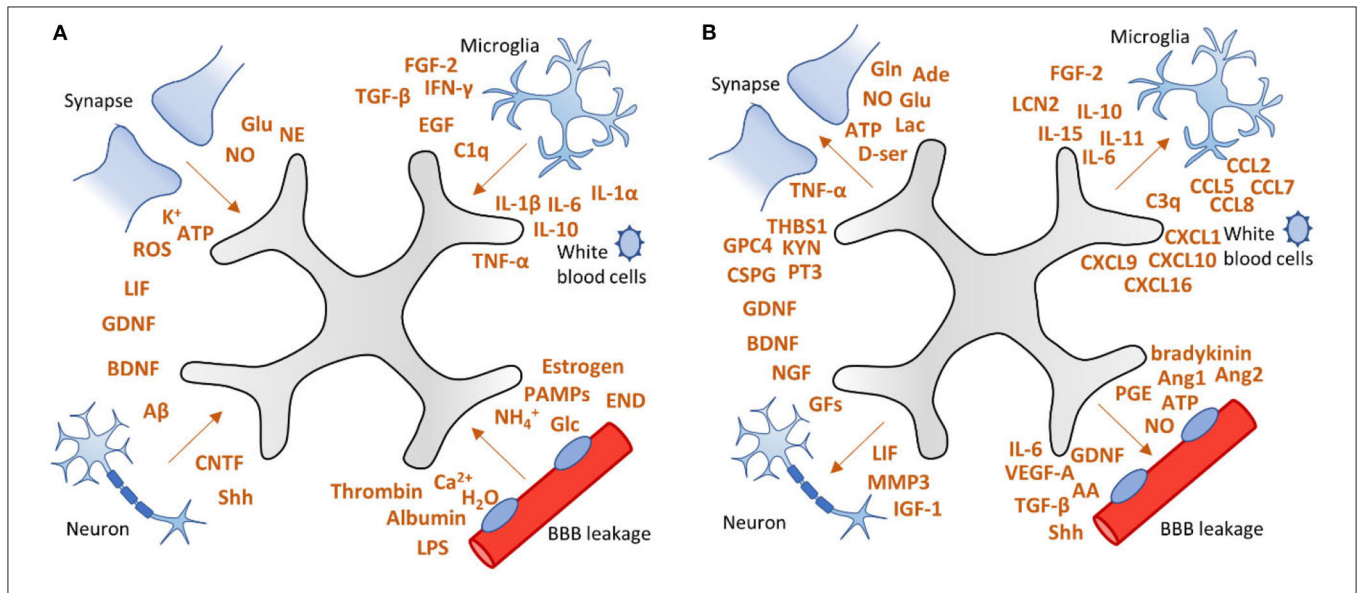 A
Synapse
Glu
NE
NO
K+
ATP
ROS
LIF
GDNF
BDNF
Aβ
CNTF
Shh
Neuron
Microglia
FGF-2
IFN-γ
TGF-β
EGF
C1q
IL-1β IL-6 IL-1α
IL-10
TNF-α
White
blood cells
Estrogen
PAMPs
END
NH4+
Glc
Ca2+
Thrombin
H2O
Albumin
LPS
BBB leakage
B
Synapse
Gln Ade
NO Glu
ATP Lac
D-ser
TNF-α
THBS1
GPC4 KYN
CSPG PT3
GDNF
BDNF
NGF
GFs
LIF
MMP3
IGF-1
Neuron
Microglia
FGF-2
LCN2 IL-10
IL-15 IL-11
IL-6
CCL2
CCL5 CCL7
CCL8
C3q
CXCL1
CXCL9 CXCL10
CXCL16
White
blood cells
bradykinin
Ang1 Ang2
PGE
ATP
NO
IL-6 GDNF
VEGF-A
AA
TGF-β
Shh
BBB leakage